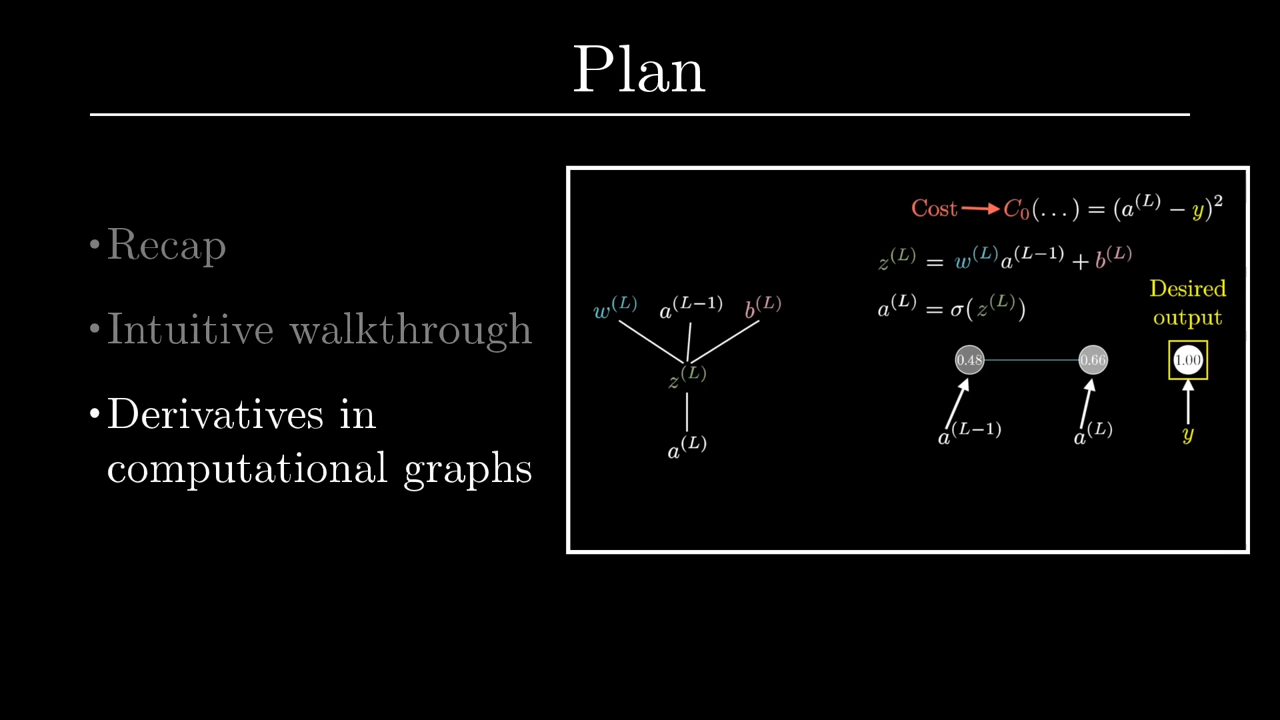 Plan
• Recap
• Intuitive walkthrough
• Derivatives in
computational graphs
Cost → C₀(...) = (a⁽ᴸ⁾ − y)²
z⁽ᴸ⁾ = w⁽ᴸ⁾a⁽ᴸ⁻¹⁾ + b⁽ᴸ⁾
a⁽ᴸ⁾ = σ(z⁽ᴸ⁾)
w⁽ᴸ⁾ a⁽ᴸ⁻¹⁾ b⁽ᴸ⁾
z⁽ᴸ⁾
a⁽ᴸ⁾
Desired
output
0.48 0.66 1.00
a⁽ᴸ⁻¹⁾ a⁽ᴸ⁾ y